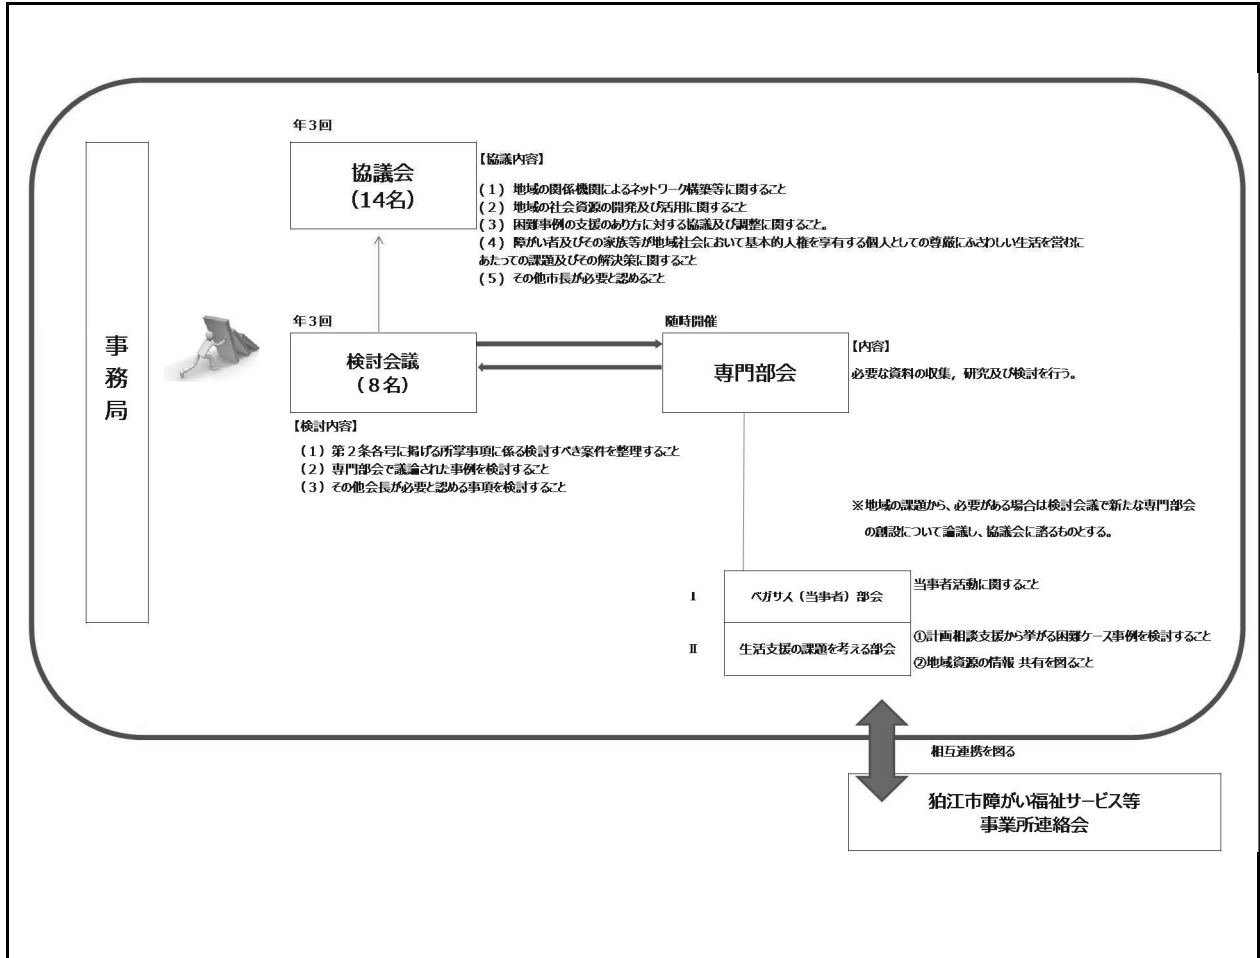 事務局
年3回
協議会
(14名)
【協議内容】
(1) 地域の関係機関によるネットワーク構築等に関すること
(2) 地域の社会資源の開発及び活用に関すること
(3) 困難事例の支援のあり方に対する協議及び調整に関すること。
(4) 障がい者及びその家族等が地域社会において基本的人権を享有する個人としての尊厳にふさわしい生活を営むに
あたっての課題及びその解決策に関すること
(5) その他市長が必要と認めること
年3回
検討会議
(8名)
【検討内容】
(1) 第2条各号に掲げる所掌事項に係る検討すべき案件を整理すること
(2) 専門部会で議論された事例を検討すること
(3) その他会長が必要と認める事項を検討すること
随時開催
専門部会
【内容】
必要な資料の収集，研究及び検討を行う。
※地域の課題から、必要がある場合は検討会議で新たな専門部会
の創設について論議し、協議会に諮るものとする。
Ⅰ
ペガサス（当事者）部会
当事者活動に関すること
Ⅱ
生活支援の課題を考える部会
①計画相談支援から挙がる困難ケース事例を検討すること
②地域資源の情報 共有を図ること
相互連携を図る
狛江市障がい福祉サービス等
事業所連絡会